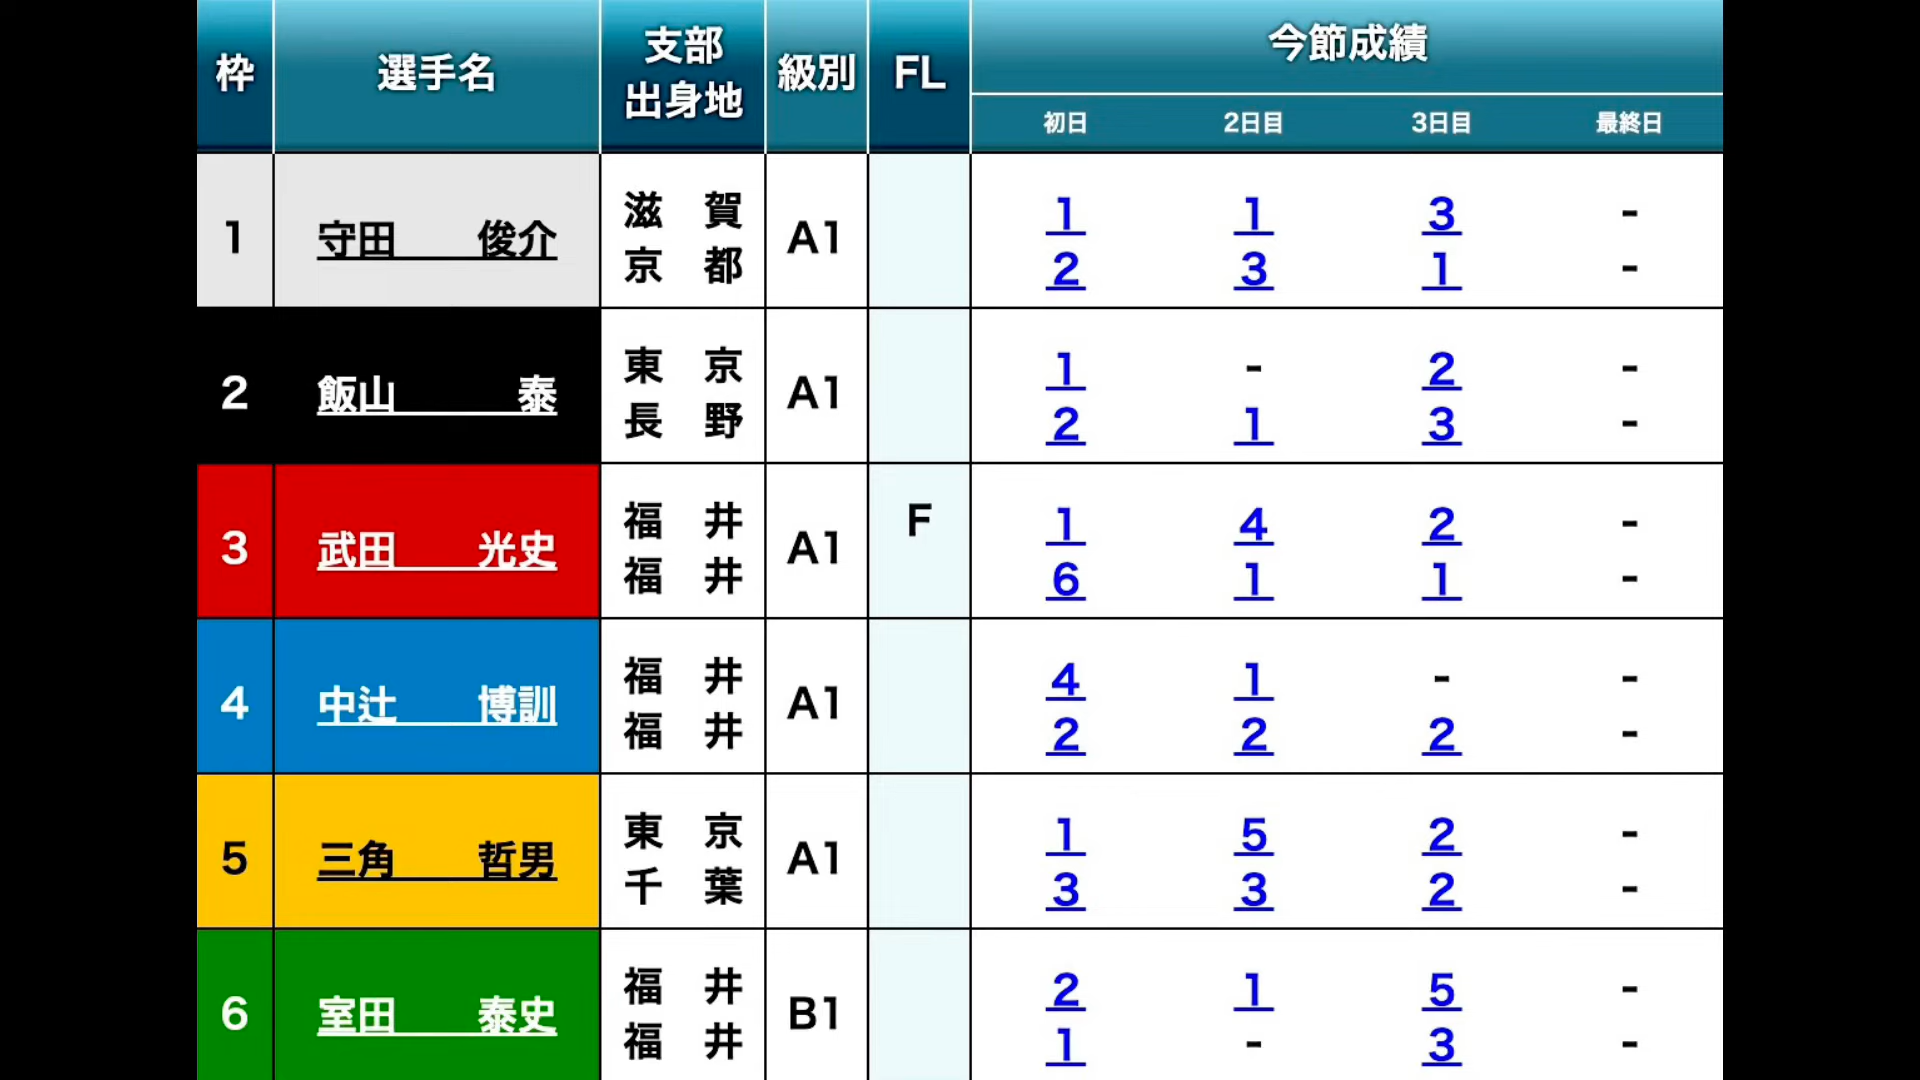 枠 選手名 支部 出身地 級別 FL 今節成績
初日 2日目 3日目 最終日
1 守田 俊介 滋賀 京都 A1 1 1 3 -
2 3 1 -
2 飯山 泰 東京 長野 A1 1 - 2 -
2 1 3 -
3 武田 光史 福井 福井 A1 F 1 4 2 -
6 1 1 -
4 中辻 博訓 福井 福井 A1 4 1 - -
2 2 2 -
5 三角 哲男 東京 千葉 A1 1 5 2 -
3 3 2 -
6 室田 泰史 福井 福井 B1 2 1 5 -
1 - 3 -